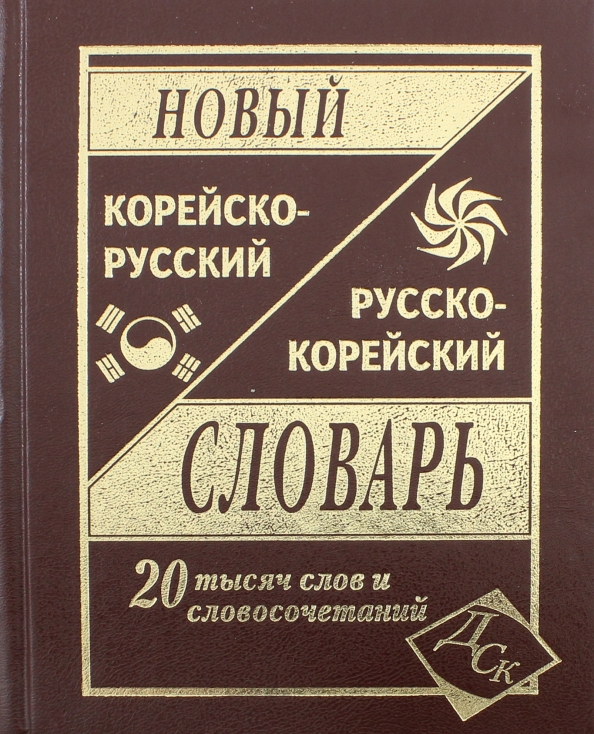 НОВЫЙ
КОРЕЙСКО-
РУССКИЙ
РУССКО-
КОРЕЙСКИЙ
СЛОВАРЬ
20 тысяч слов и
словосочетаний
ДСК